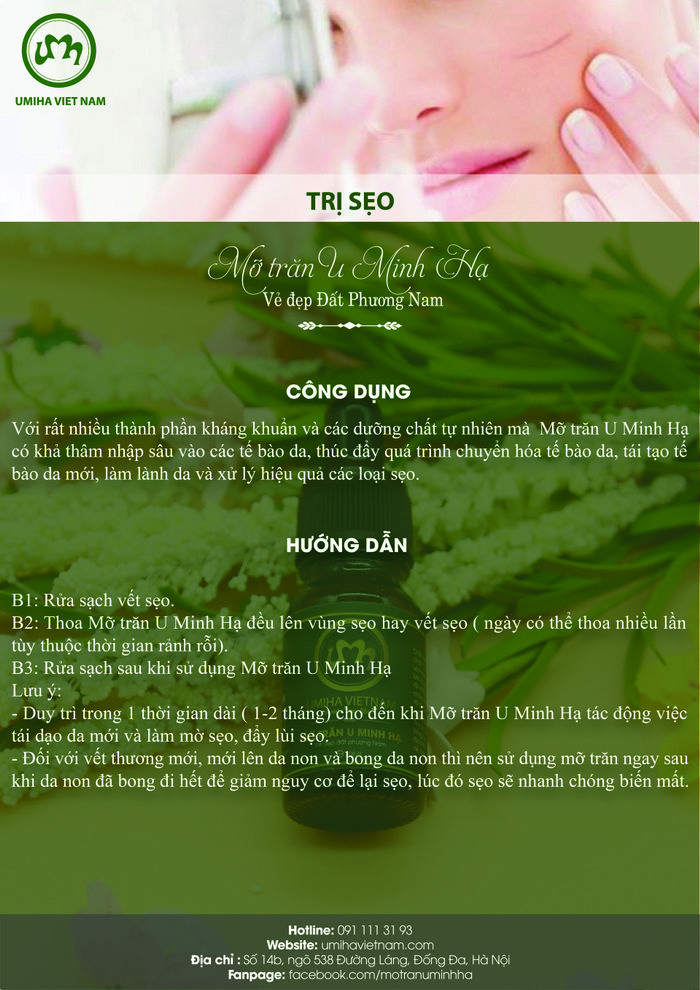 UMIHA VIET NAM
TRỊ SẸO
Mỡ trăn U Minh Hạ
Vẻ đẹp Đất Phương Nam
CÔNG DỤNG
Với rất nhiều thành phần kháng khuẩn và các dưỡng chất tự nhiên mà Mỡ trăn U Minh Hạ
có khả thâm nhập sâu vào các tế bào da, thúc đẩy quá trình chuyển hóa tế bào da, tái tạo tế
bào da mới, làm lành da và xử lý hiệu quả các loại sẹo.
HƯỚNG DẪN
B1: Rửa sạch vết sẹo.
B2: Thoa Mỡ trăn U Minh Hạ đều lên vùng sẹo hay vết sẹo ( ngày có thể thoa nhiều lần
tùy thuộc thời gian rảnh rỗi).
B3: Rửa sạch sau khi sử dụng Mỡ trăn U Minh Hạ
Lưu ý:
- Duy trì trong 1 thời gian dài ( 1-2 tháng) cho đến khi Mỡ trăn U Minh Hạ tác động việc
tái dạo da mới và làm mờ sẹo, đẩy lùi sẹo.
- Đối với vết thương mới, mới lên da non và bong da non thì nên sử dụng mỡ trăn ngay sau
khi da non đã bong đi hết để giảm nguy cơ để lại sẹo, lúc đó sẹo sẽ nhanh chóng biến mất.
UMIHA VIETNAM
TRĂN U MINH HẠ
đất phương Nam
Hotline: 091 111 31 93
Website: umihavietnam.com
Địa chỉ : Số 14b, ngõ 538 Đường Láng, Đống Đa, Hà Nội
Fanpage: facebook.com/motranuminhha